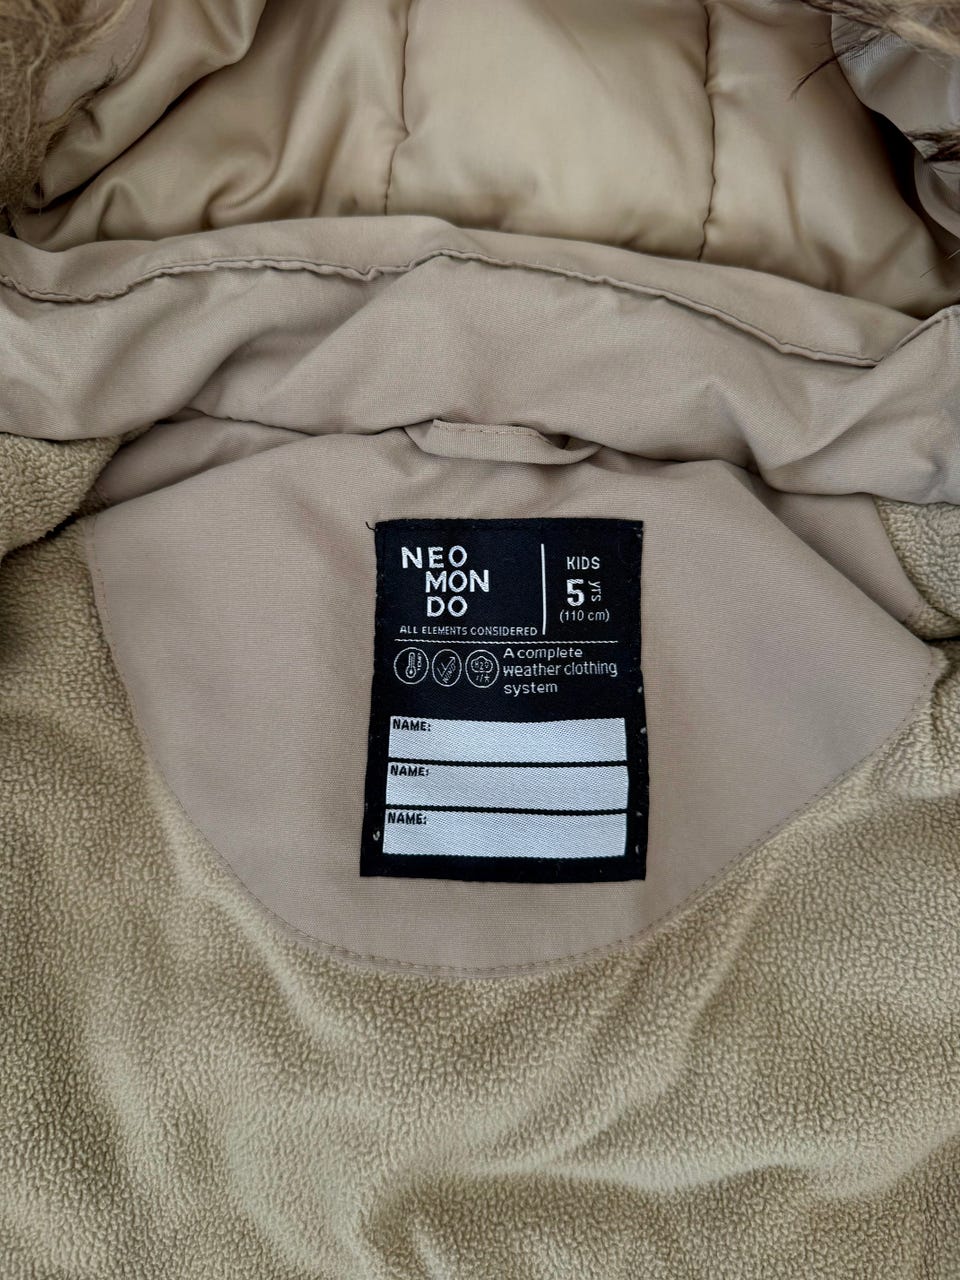 NEO
MON
DO
ALL ELEMENTS CONSIDERED
KIDS
5 YRS
(110 cm)
A complete
weather clothing
system
NAME:
NAME:
NAME: